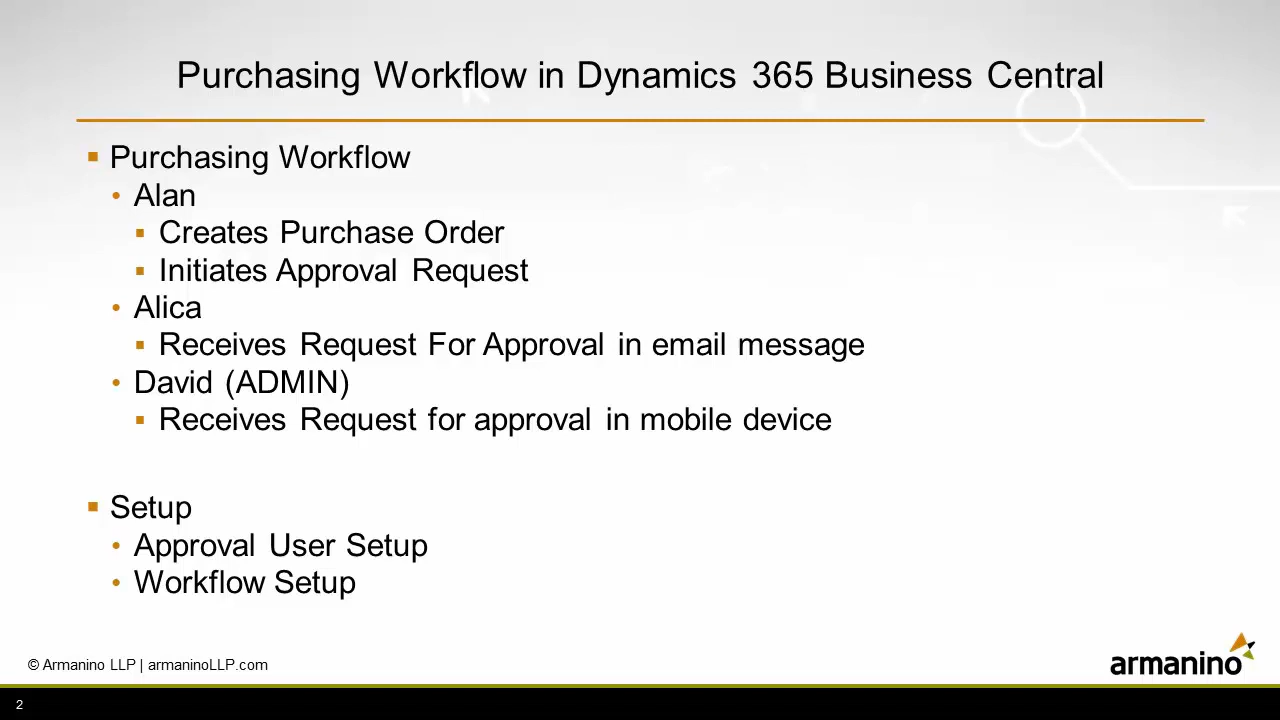 Purchasing Workflow in Dynamics 365 Business Central
Purchasing Workflow
Alan
Creates Purchase Order
Initiates Approval Request
Alica
Receives Request For Approval in email message
David (ADMIN)
Receives Request for approval in mobile device
Setup
Approval User Setup
Workflow Setup
© Armanino LLP | armaninoLLP.com
armanino
2